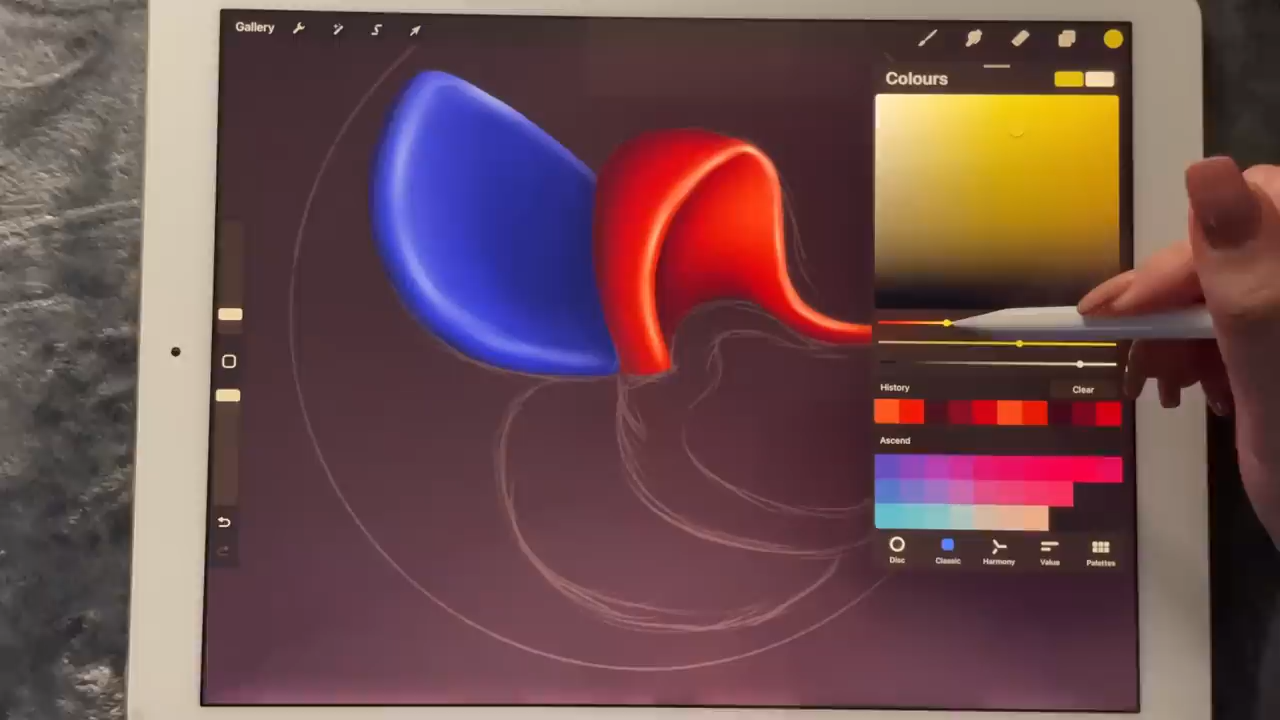 Gallery
Colours
History
Clear
Ascend
Disc
Classic
Harmony
Value
Palettes